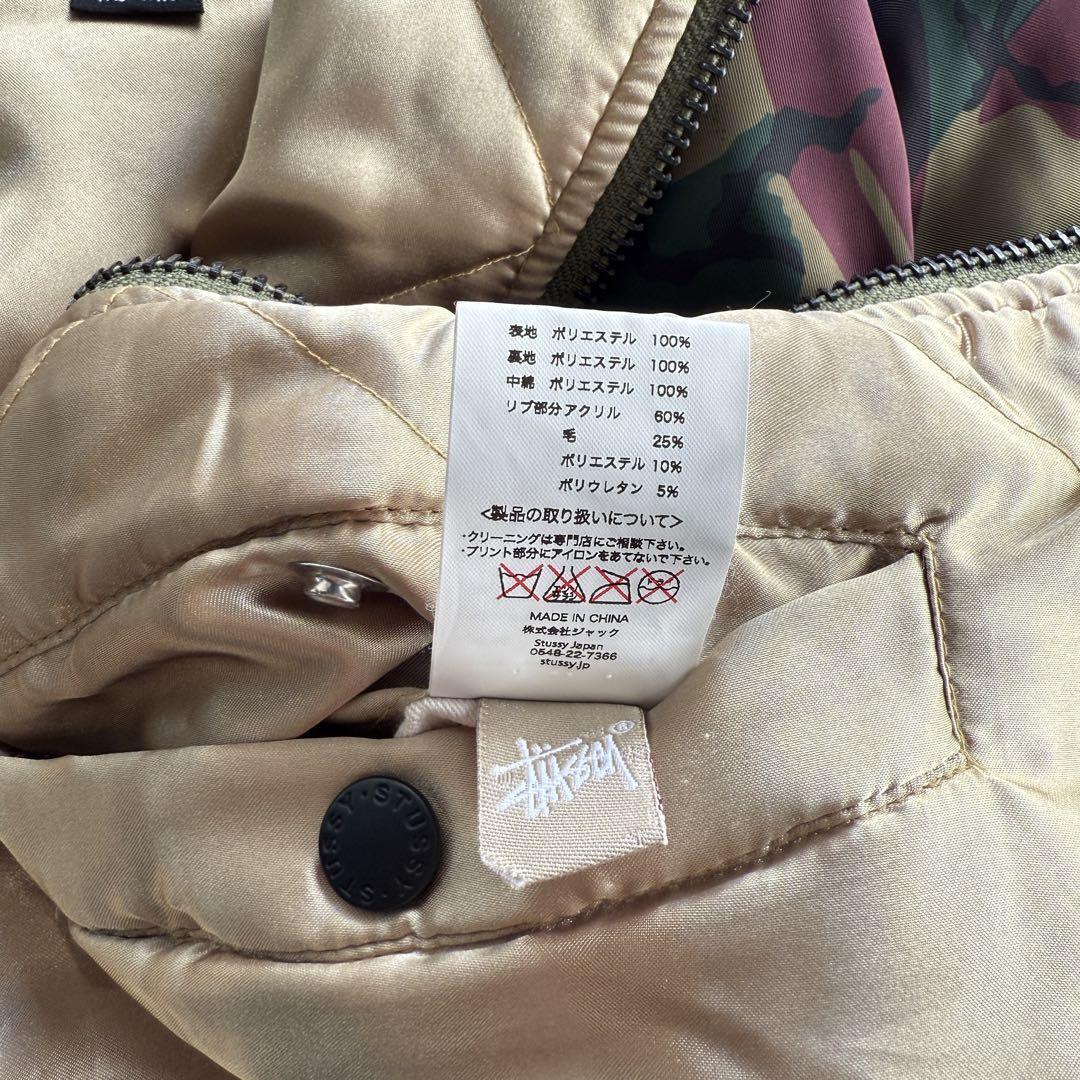 表地 ポリエステル 100%
裏地 ポリエステル 100%
中綿 ポリエステル 100%
リブ部分アクリル 60%
毛 25%
ポリエステル 10%
ポリウレタン 5%
<製品の取り扱いについて>
・クリーニングは専門店にご相談下さい。
・プリント部分にアイロンをあてないで下さい。
MADE IN CHINA
株式会社ジャック
Stussy Japan
0548-22-7366
stussy.jp
Stüssy®
STUSSY・STUSSY・